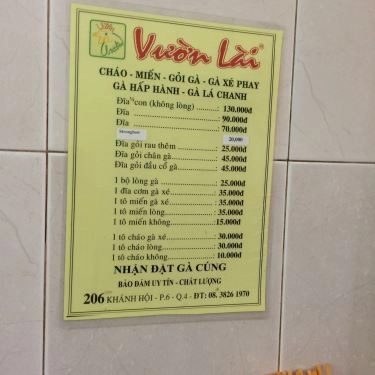 Vườn Lài®
CHÁO - MIẾN - GỎI GÀ - GÀ XÉ PHAY
GÀ HẤP HÀNH - GÀ LÁ CHANH
Đĩa ½ con (không lòng) ........: 130.000đ
Đĩa ...................................: 90.000đ
Đĩa ...................................: 70.000đ
20,000
Đĩa gỏi rau thêm ................: 25.000đ
Đĩa gỏi chân gà...................: 45.000đ
Đĩa gỏi đầu cổ gà................: 45.000đ
1 bộ lòng gà ......................: 25.000đ
1 đĩa cơm gà xé..................: 35.000đ
1 tô miến gà xé...................: 35.000đ
1 tô miến lòng....................: 35.000đ
1 tô miến không.................:15.000đ
1 tô cháo gà xé...................: 30.000đ
1 tô cháo lòng....................: 30.000đ
1 tô cháo không..................: 10.000đ
NHẬN ĐẶT GÀ CÚNG
BẢO ĐẢM UY TÍN - CHẤT LƯỢNG
206 KHÁNH HỘI - P.6 - Q.4 - ĐT: 08. 3826 1970